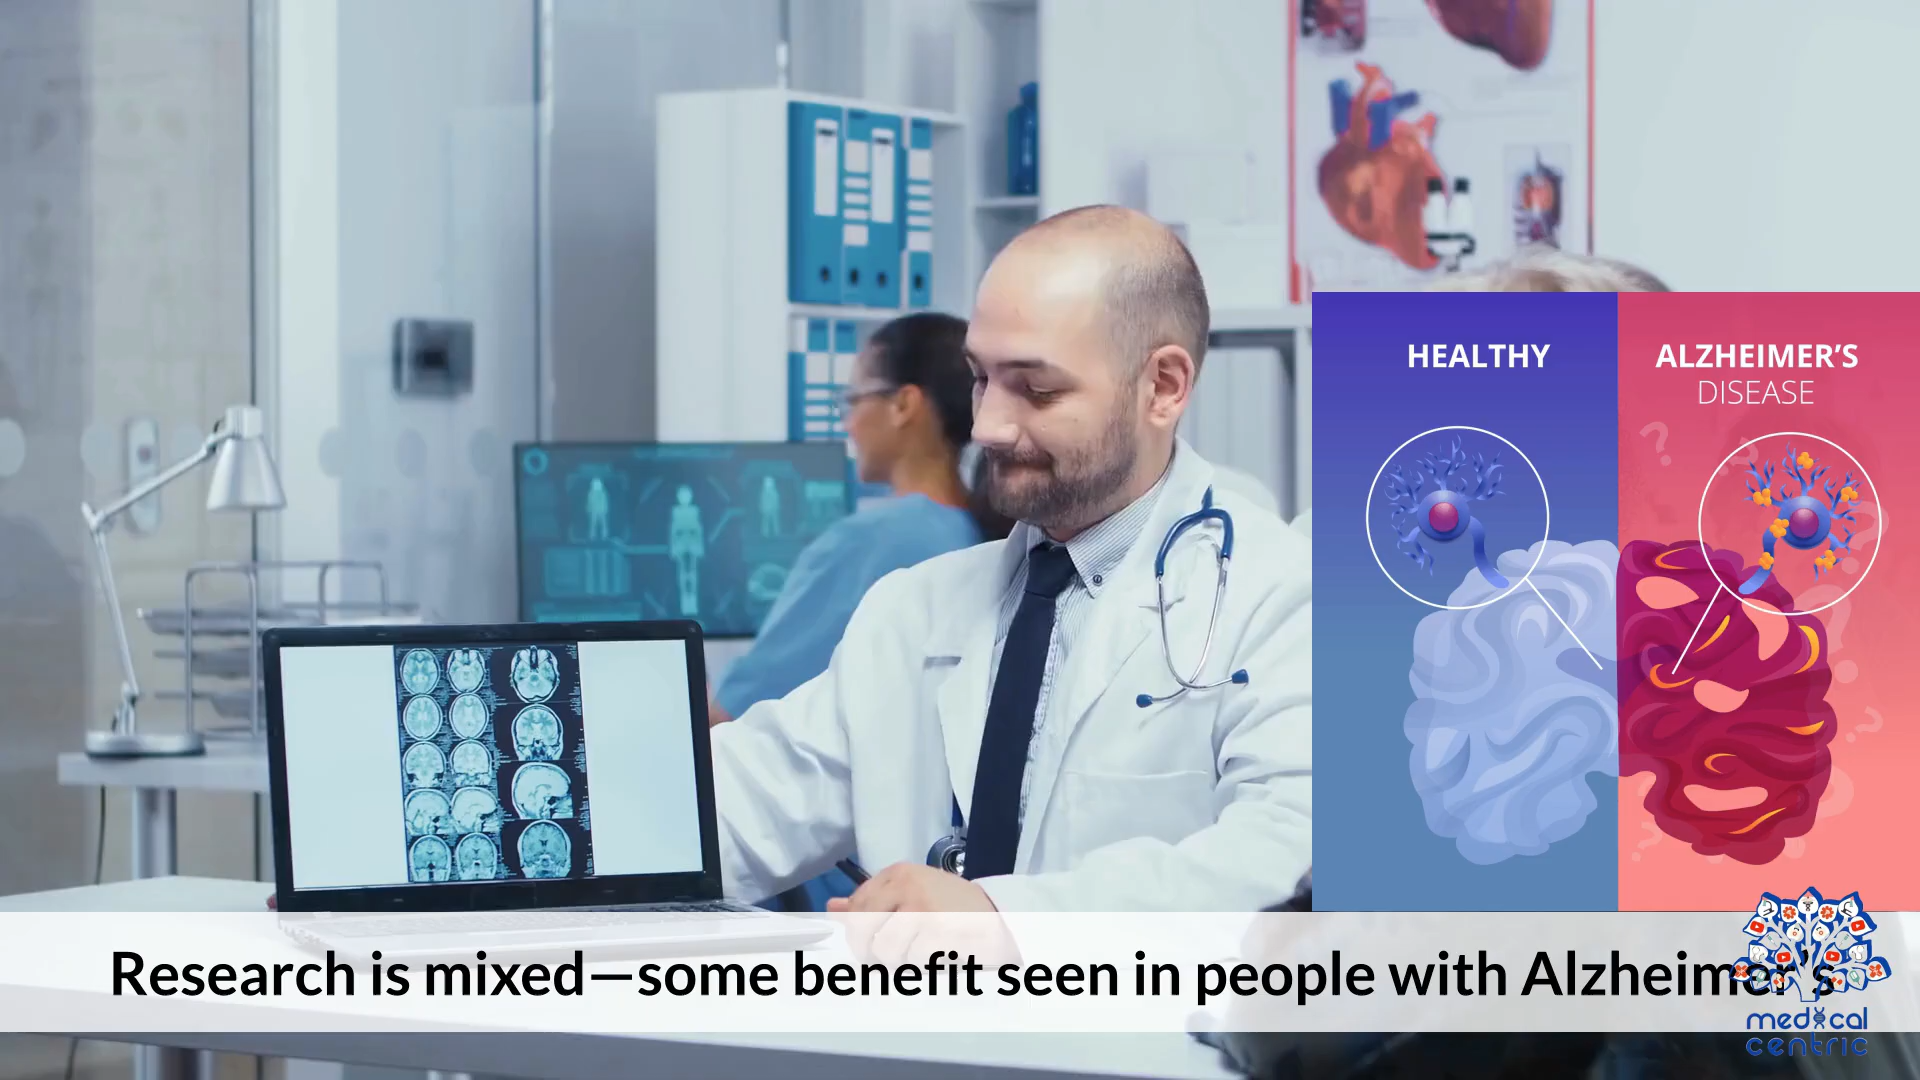 HEALTHY
ALZHEIMER'S
DISEASE
Research is mixed—some benefit seen in people with Alzheimer's
medical
centric